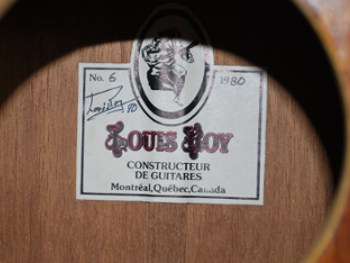 No. 6 1980
Louis Roy
CONSTRUCTEUR
DE GUITARES
Montréal, Québec, Canada